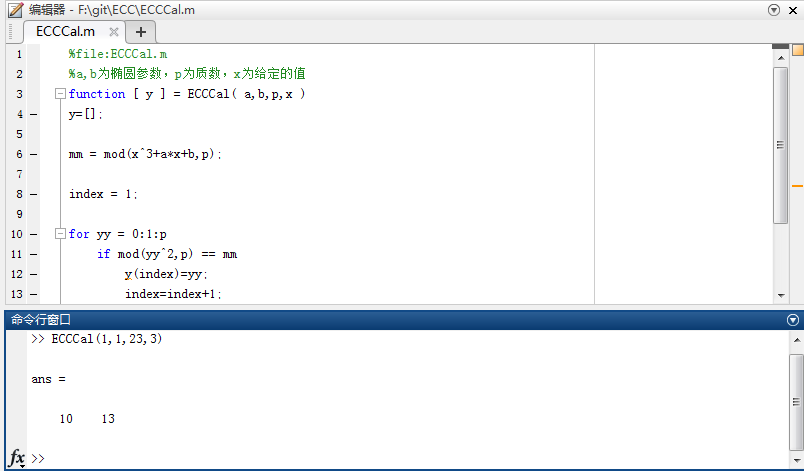 编辑器 - F:\git\ECC\ECCCal.m
ECCCal.m
1 %file:ECCCal.m
2 %a,b为椭圆参数，p为质数，x为给定的值
3 function [ y ] = ECCCal( a,b,p,x )
4 y=[];
5
6 mm = mod(x^3+a*x+b,p);
7
8 index = 1;
9
10 for yy = 0:1:p
11 if mod(yy^2,p) == mm
12 y(index)=yy;
13 index=index+1;
命令行窗口
>> ECCCal(1,1,23,3)
ans =
10 13
fx >>